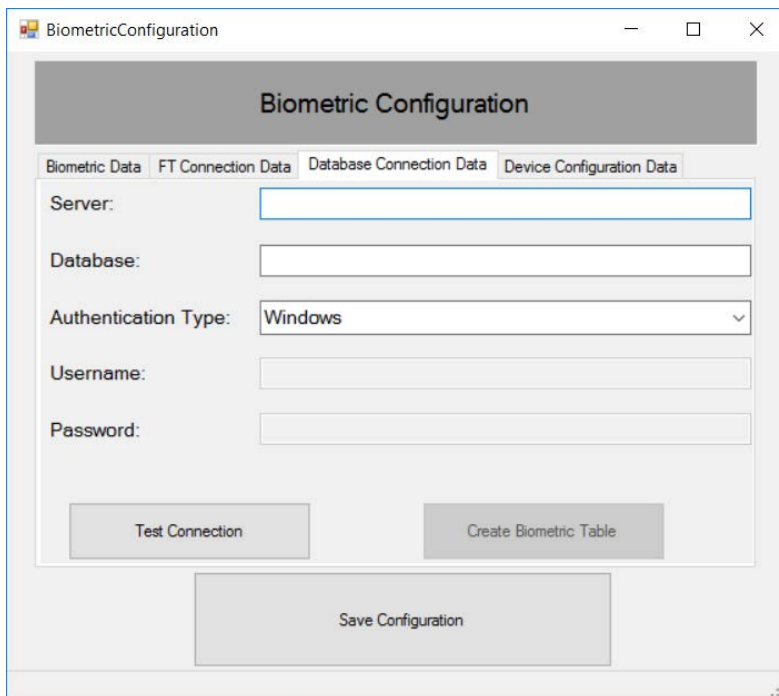 BiometricConfiguration
Biometric Configuration
Biometric Data FT Connection Data Database Connection Data Device Configuration Data
Server:
Database:
Authentication Type: Windows
Username:
Password:
Test Connection Create Biometric Table
Save Configuration